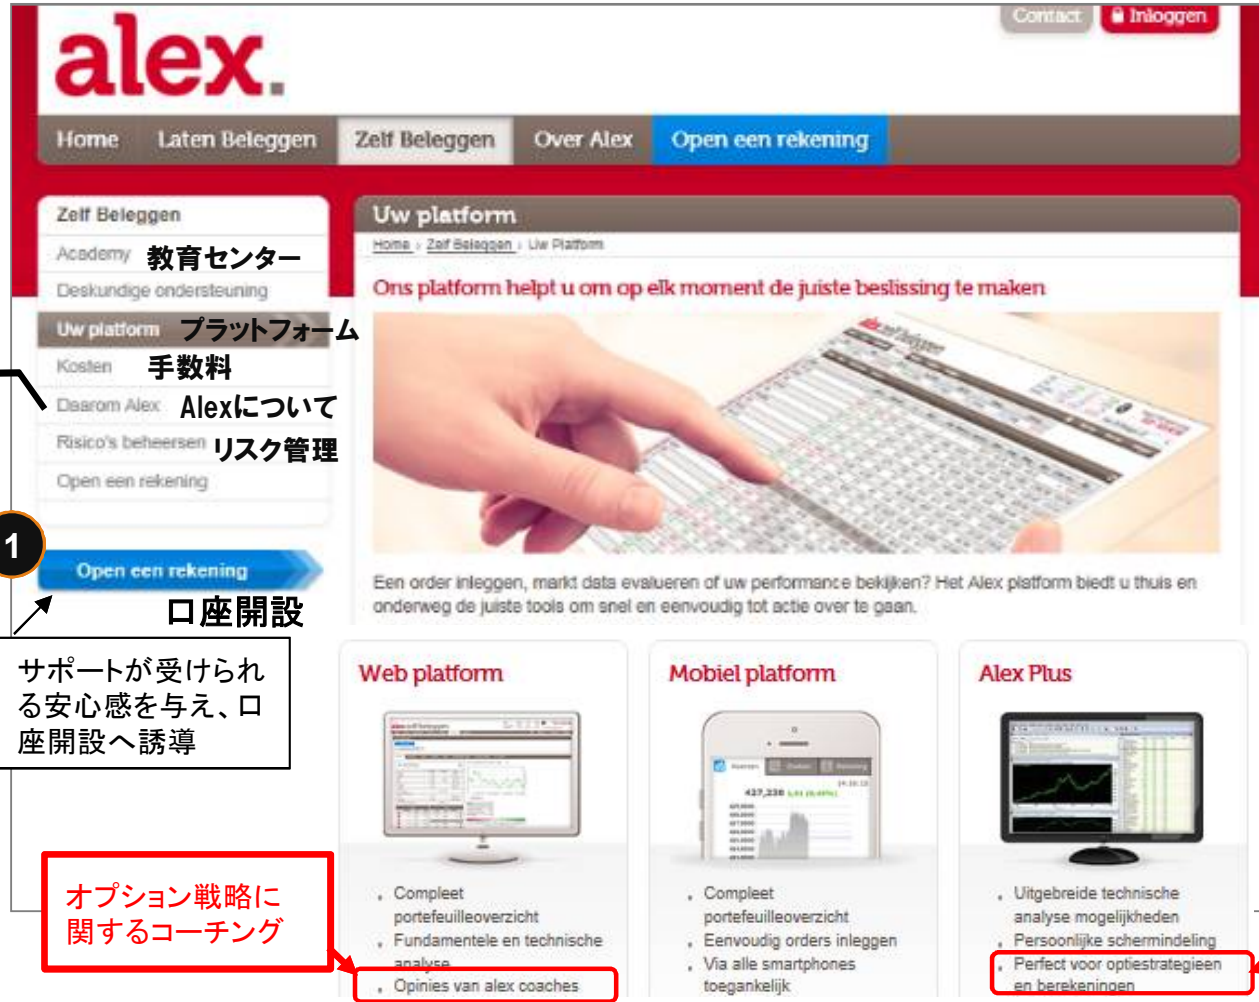 Contact
Inloggen
alex.
Home
Laten Beleggen
Zelf Beleggen
Over Alex
Open een rekening
Zelf Beleggen
Academy 教育センター
Deskundige ondersteuning
Uw platform プラットフォーム
Kosten 手数料
Daarom Alex Alexについて
Risico's beheersen リスク管理
Open een rekening
1
Open een rekening
口座開設
サポートが受けられ
る安心感を与え、口
座開設へ誘導
Uw platform
Home › Zelf Beleggen › Uw Platform
Ons platform helpt u om op elk moment de juiste beslissing te maken
alex zelf beleggen
Een order inleggen, markt data evalueren of uw performance bekijken? Het Alex platform biedt u thuis en
onderweg de juiste tools om snel en eenvoudig tot actie over te gaan.
Web platform
Compleet
portefeuilleoverzicht
Fundamentele en technische
analyse
Opinies van alex coaches
オプション戦略に
関するコーチング
Mobiel platform
427,238
Compleet
portefeuilleoverzicht
Eenvoudig orders inleggen
Via alle smartphones
toegankelijk
Alex Plus
Uitgebreide technische
analyse mogelijkheden
Persoonlijke schermindeling
Perfect voor optiestrategieen
en berekeningen